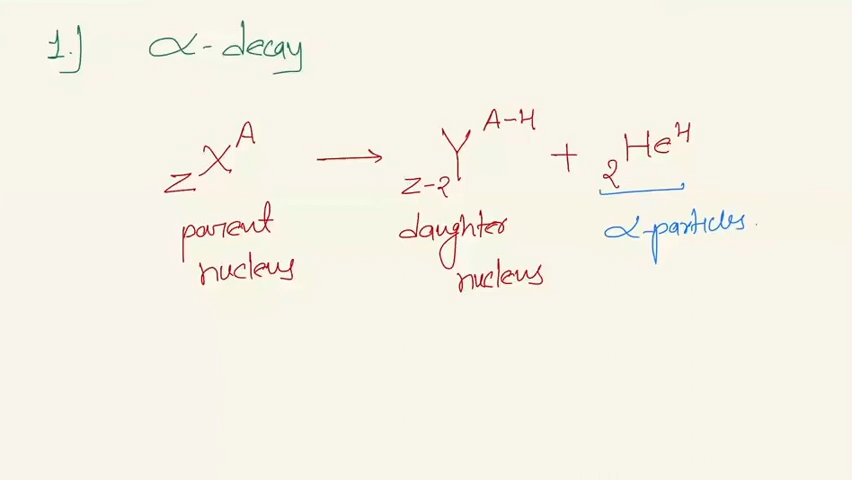 1.) α-decay
ZX^A → Z-2Y^A-4 + 2He^4
parent daughter α-particles.
nucleus nucleus